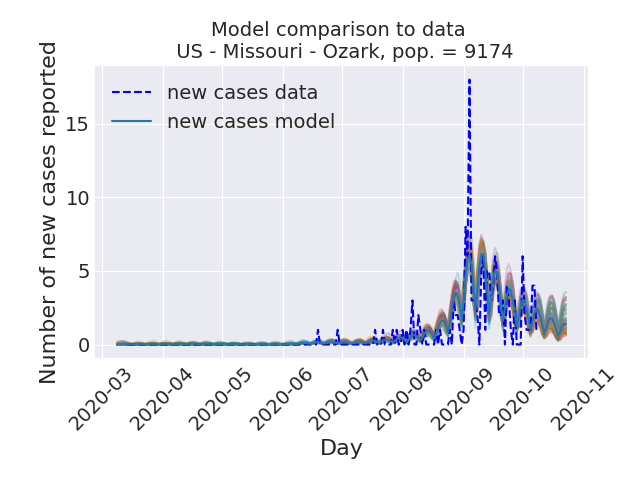 Model comparison to data
US - Missouri - Ozark, pop. = 9174
new cases data
new cases model
Number of new cases reported
15
10
5
0
2020-03
2020-04
2020-05
2020-06
2020-07
2020-08
2020-09
2020-10
2020-11
Day